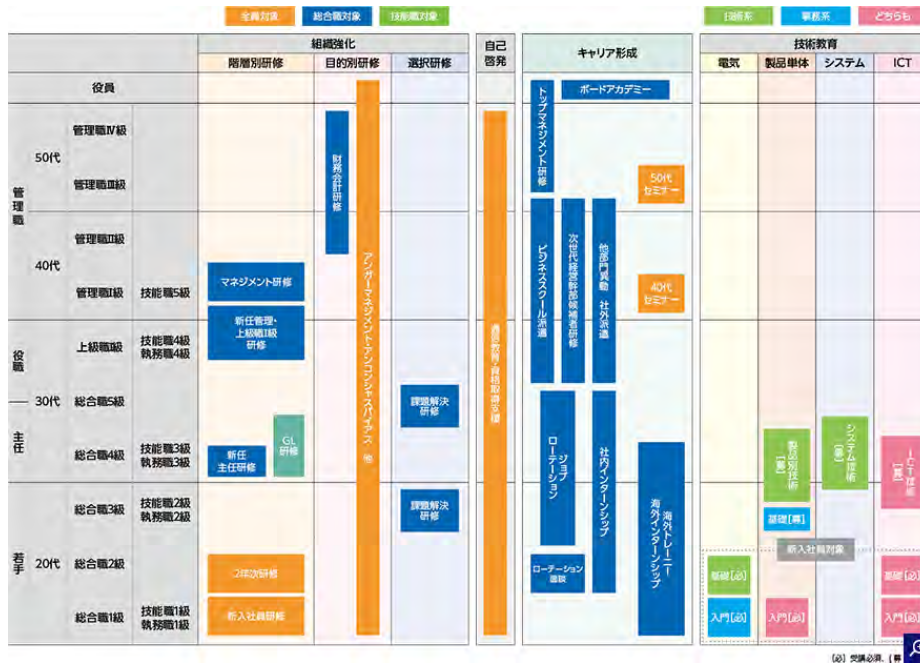 全員対象
総合職対象
技能職対象
技術系
事務系
どちらも
組織強化
自己
啓発
キャリア形成
技術教育
階層別研修
目的別研修
選択研修
電気
製品単体
システム
ICT
役員
管理職
50代
管理職Ⅳ級
管理職Ⅲ級
40代
管理職Ⅱ級
管理職Ⅰ級
技能職5級
役職
主任
30代
上級職Ⅰ級
技能職4級
執務職4級
総合職5級
総合職4級
技能職3級
執務職3級
若手
20代
総合職3級
技能職2級
執務職2級
総合職2級
総合職1級
技能職1級
執務職1級
マネジメント研修
新任管理・
上級職Ⅰ級
研修
新任
主任研修
GL
研修
2年次研修
新入社員研修
財務会計研修
アンガーマネジメント・アンコンシャスバイアス・他
課題解決
研修
課題解決
研修
通信教育・資格取得支援
トップマネジメント研修
ボードアカデミー
50代
セミナー
ビジネススクール派遣
次世代経営幹部候補者研修
他部門異動 社外派遣
40代
セミナー
ジョブ
ローテーション
社内インターンシップ
海外トレーニー
海外インターンシップ
ローテーション
面談
製品別技術
[募]
システム技術
[募]
ICT技術
[募]
基礎[募]
新入社員対象
基礎[必]
基礎[必]
入門[必]
入門[必]
入門[必]
[必] 受講必須、[募